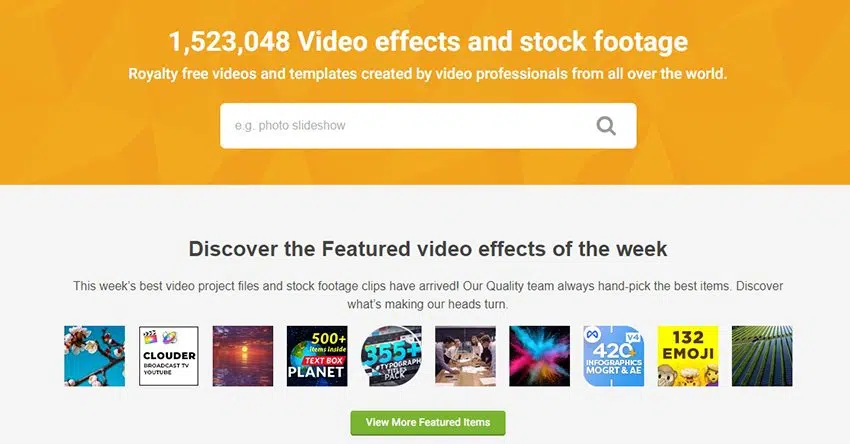 1,523,048 Video effects and stock footage
Royalty free videos and templates created by video professionals from all over the world.
e.g. photo slideshow
Discover the Featured video effects of the week
This week's best video project files and stock footage clips have arrived! Our Quality team always hand-pick the best items. Discover
what's making our heads turn.
CLOUDER
BROADCAST TV
YOUTUBE
500+
Items Inside
TEXT BOX
PLANET
355+
#TYPOGRAPHY
TITLES
PACK
V4
420+
INFOGRAPHICS
MOGRT & AE
132
EMOJI
View More Featured Items